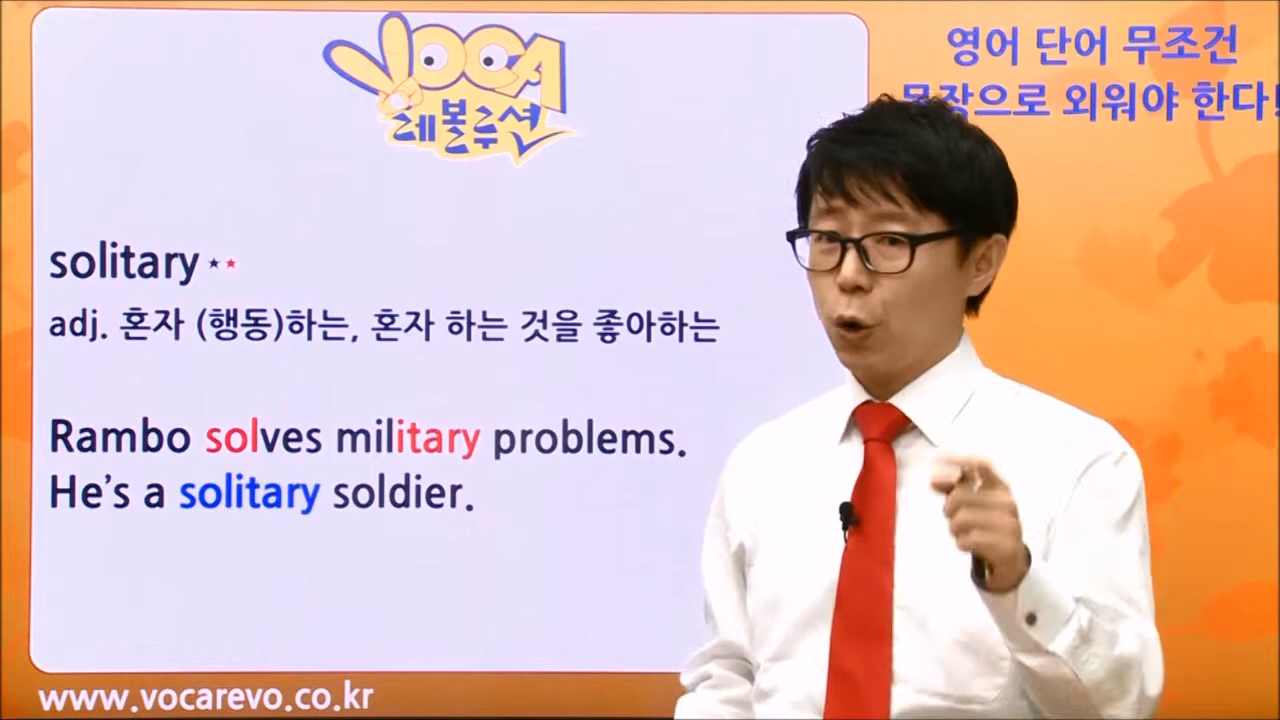 VOCA
레볼루션
영어 단어 무조건
으로 외워야 한다!
solitary **
adj. 혼자 (행동)하는, 혼자 하는 것을 좋아하는
Rambo solves military problems.
He's a solitary soldier.
www.vocarevo.co.kr